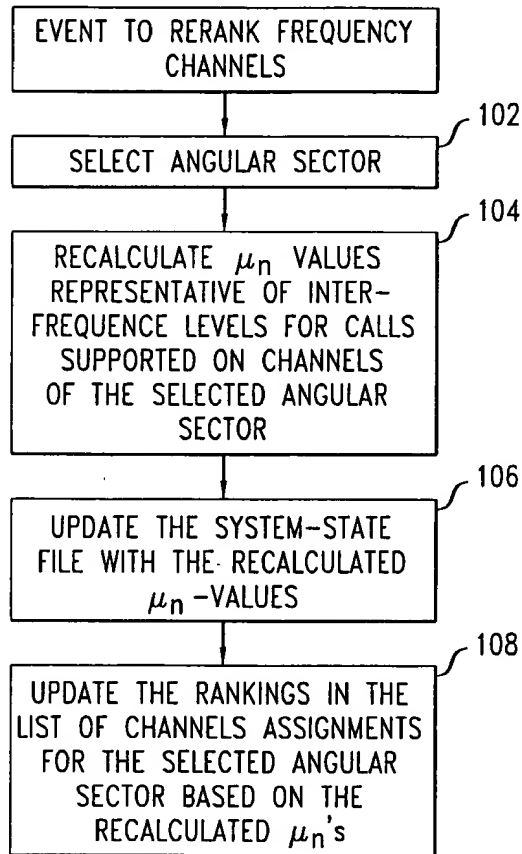 EVENT TO RERANK FREQUENCY
CHANNELS
102
SELECT ANGULAR SECTOR
104
RECALCULATE μn VALUES
REPRESENTATIVE OF INTER-
FREQUENCE LEVELS FOR CALLS
SUPPORTED ON CHANNELS
OF THE SELECTED ANGULAR
SECTOR
106
UPDATE THE SYSTEM-STATE
FILE WITH THE RECALCULATED
μn-VALUES
108
UPDATE THE RANKINGS IN THE
LIST OF CHANNELS ASSIGNMENTS
FOR THE SELECTED ANGULAR
SECTOR BASED ON THE
RECALCULATED μn's